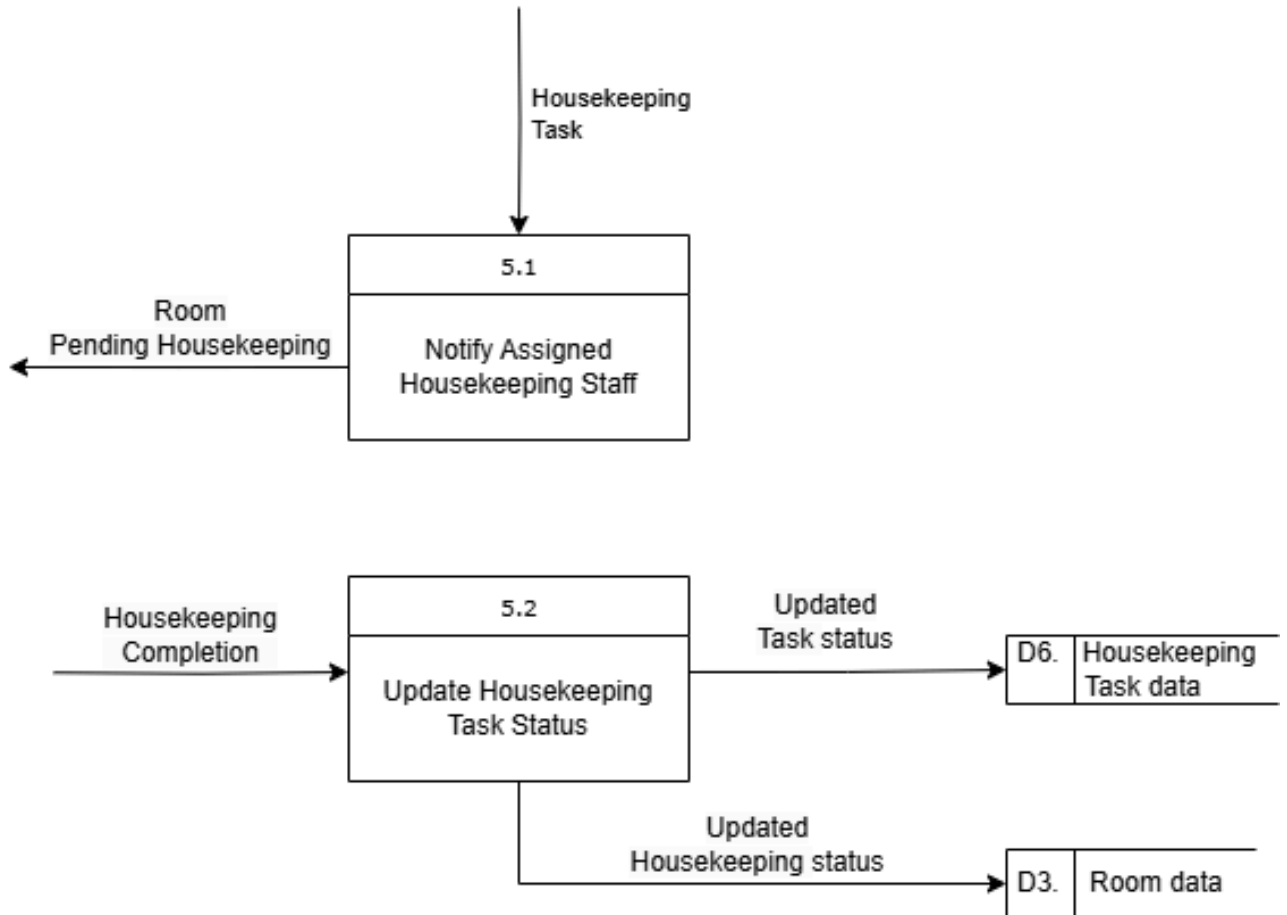 Housekeeping
Task
5.1
Room
Pending Housekeeping
Notify Assigned
Housekeeping Staff
5.2
Housekeeping
Completion
Update Housekeeping
Task Status
Updated
Task status
D6.
Housekeeping
Task data
Updated
Housekeeping status
D3.
Room data